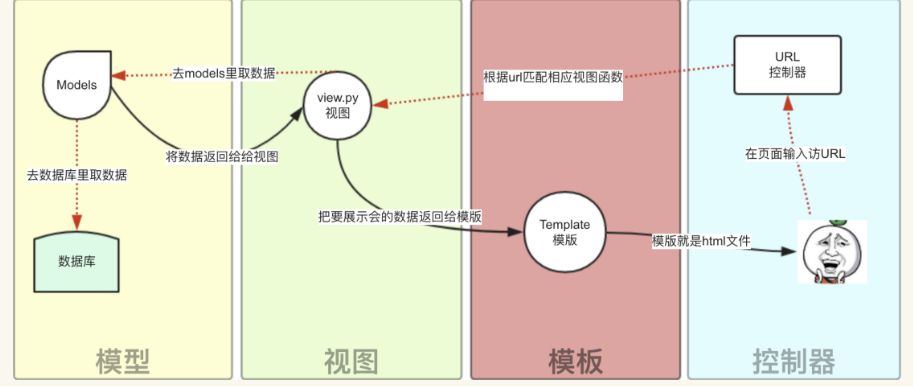 URL
控制器
去models里取数据
根据url匹配相应视图函数
Models
view.py
视图
将数据返回给给视图
在页面输入访URL
去数据库里取数据
把要展示会的数据返回给模版
Template
模版
模版就是html文件
数据库
模型
视图
模板
控制器